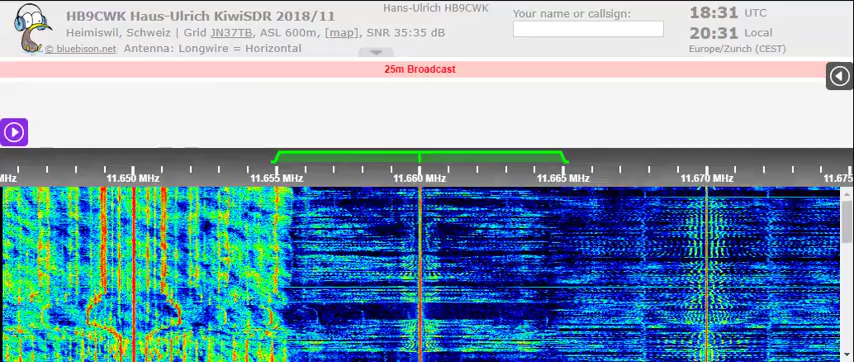 HB9CWK Haus-Ulrich KiwiSDR 2018/11
Hans-Ulrich HB9CWK
Heimiswil, Schweiz | Grid JN37TB, ASL 600m, [map], SNR 35:35 dB
© bluebison.net Antenna: Longwire = Horizontal
Your name or callsign:
18:31 UTC
20:31 Local
Europe/Zurich (CEST)
25m Broadcast
MHz 11.650 MHz 11.655 MHz 11.660 MHz 11.665 MHz 11.670 MHz 11.675